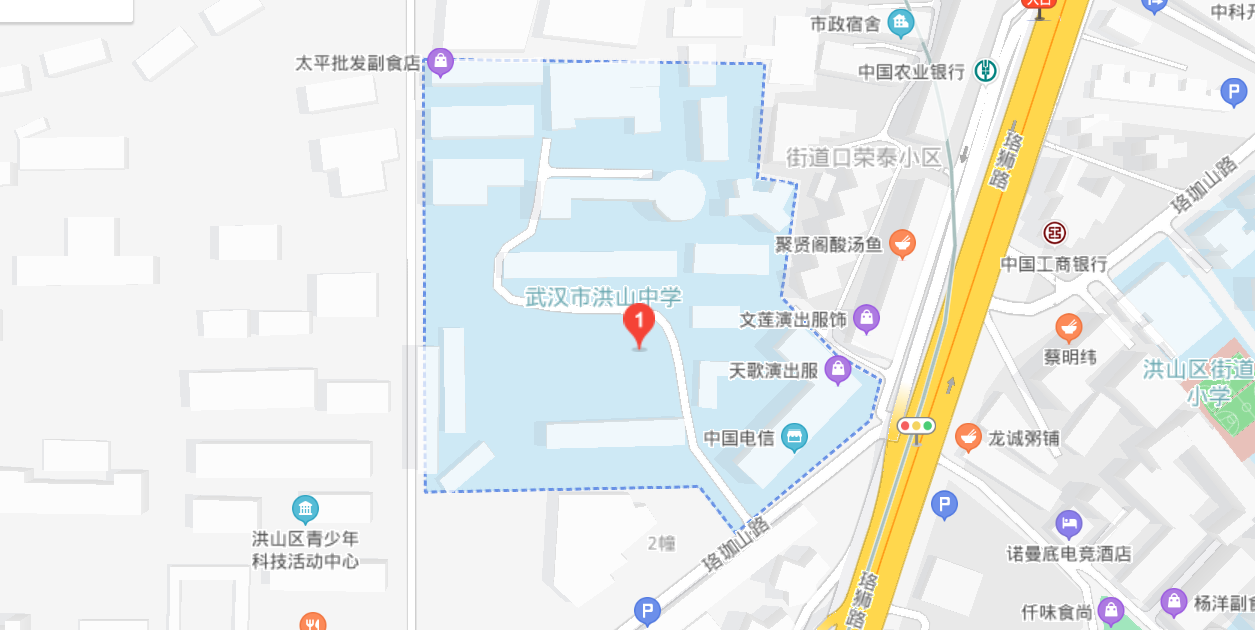 入口
中科开
市政宿舍
太平批发副食店
中国农业银行
P
珞狮路
街道口荣泰小区
珞珈山路
聚贤阁酸汤鱼
中国工商银行
武汉市洪山中学
1
文莲演出服饰
蔡明纬
天歌演出服
洪山区街道
小学
中国电信
龙诚粥铺
P
洪山区青少年
科技活动中心
2幢
珞珈山路
诺曼底电竞酒店
珞狮路
P
仟味食尚
杨洋副食